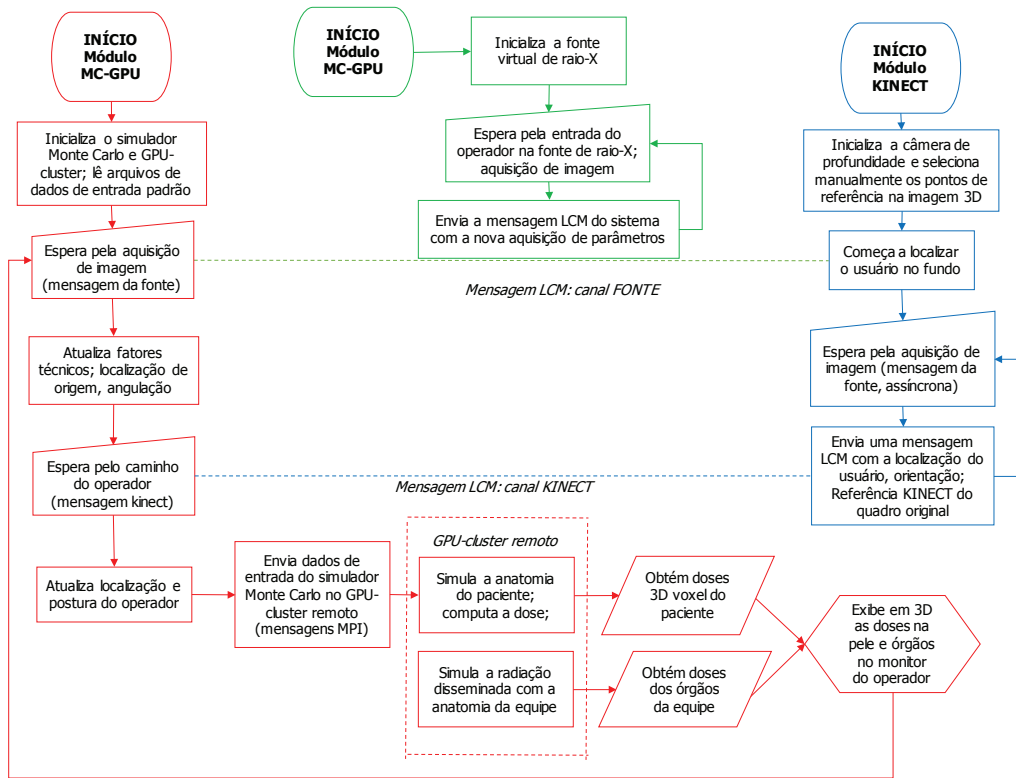 INÍCIO
Módulo
MC-GPU
Inicializa o simulador
Monte Carlo e GPU-
cluster; lê arquivos de
dados de entrada padrão
Espera pela aquisição
de imagem
(mensagem da fonte)
Atualiza fatores
técnicos; localização de
origem, angulação
Espera pelo caminho
do operador
(mensagem kinect)
Atualiza localização e
postura do operador
Envia dados de
entrada do simulador
Monte Carlo no GPU-
cluster remoto
(mensagens MPI)
GPU-cluster remoto
Simula a anatomia
do paciente;
computa a dose;
Simula a radiação
disseminada com a
anatomia da equipe
Obtém doses
3D voxel do
paciente
Obtém doses
dos órgãos
da equipe
Exibe em 3D
as doses na
pele e órgãos
no monitor
do operador
INÍCIO
Módulo
MC-GPU
Inicializa a fonte
virtual de raio-X
Espera pela entrada do
operador na fonte de raio-X;
aquisição de imagem
Envia a mensagem LCM do sistema
com a nova aquisição de parâmetros
Mensagem LCM: canal FONTE
Mensagem LCM: canal KINECT
INÍCIO
Módulo
KINECT
Inicializa a câmera de
profundidade e seleciona
manualmente os pontos de
referência na imagem 3D
Começa a localizar
o usuário no fundo
Espera pela aquisição de
imagem (mensagem da
fonte, assíncrona)
Envia uma mensagem
LCM com a localização do
usuário, orientação;
Referência KINECT do
quadro original